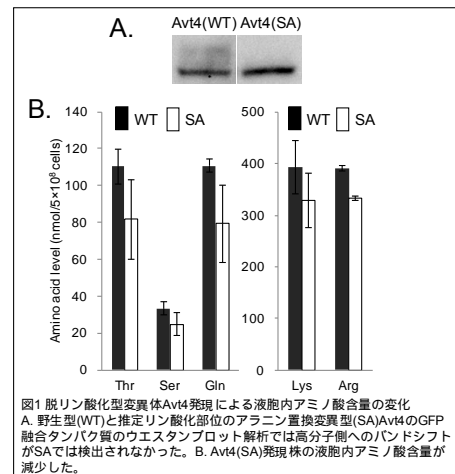 A.
Avt4(WT) Avt4(SA)
B.
Amino acid level (nmol/5×10⁸ cells)
140
120
100
80
60
40
20
0
WT SA
Thr Ser Gln
500
400
300
200
100
0
WT SA
Lys Arg
図1 脱リン酸化型変異体Avt4発現による液胞内アミノ酸含量の変化
A. 野生型(WT)と推定リン酸化部位のアラニン置換変異型(SA)Avt4のGFP
融合タンパク質のウエスタンブロット解析では高分子側へのバンドシフト
がSAでは検出されなかった。B. Avt4(SA)発現株の液胞内アミノ酸含量が
減少した。